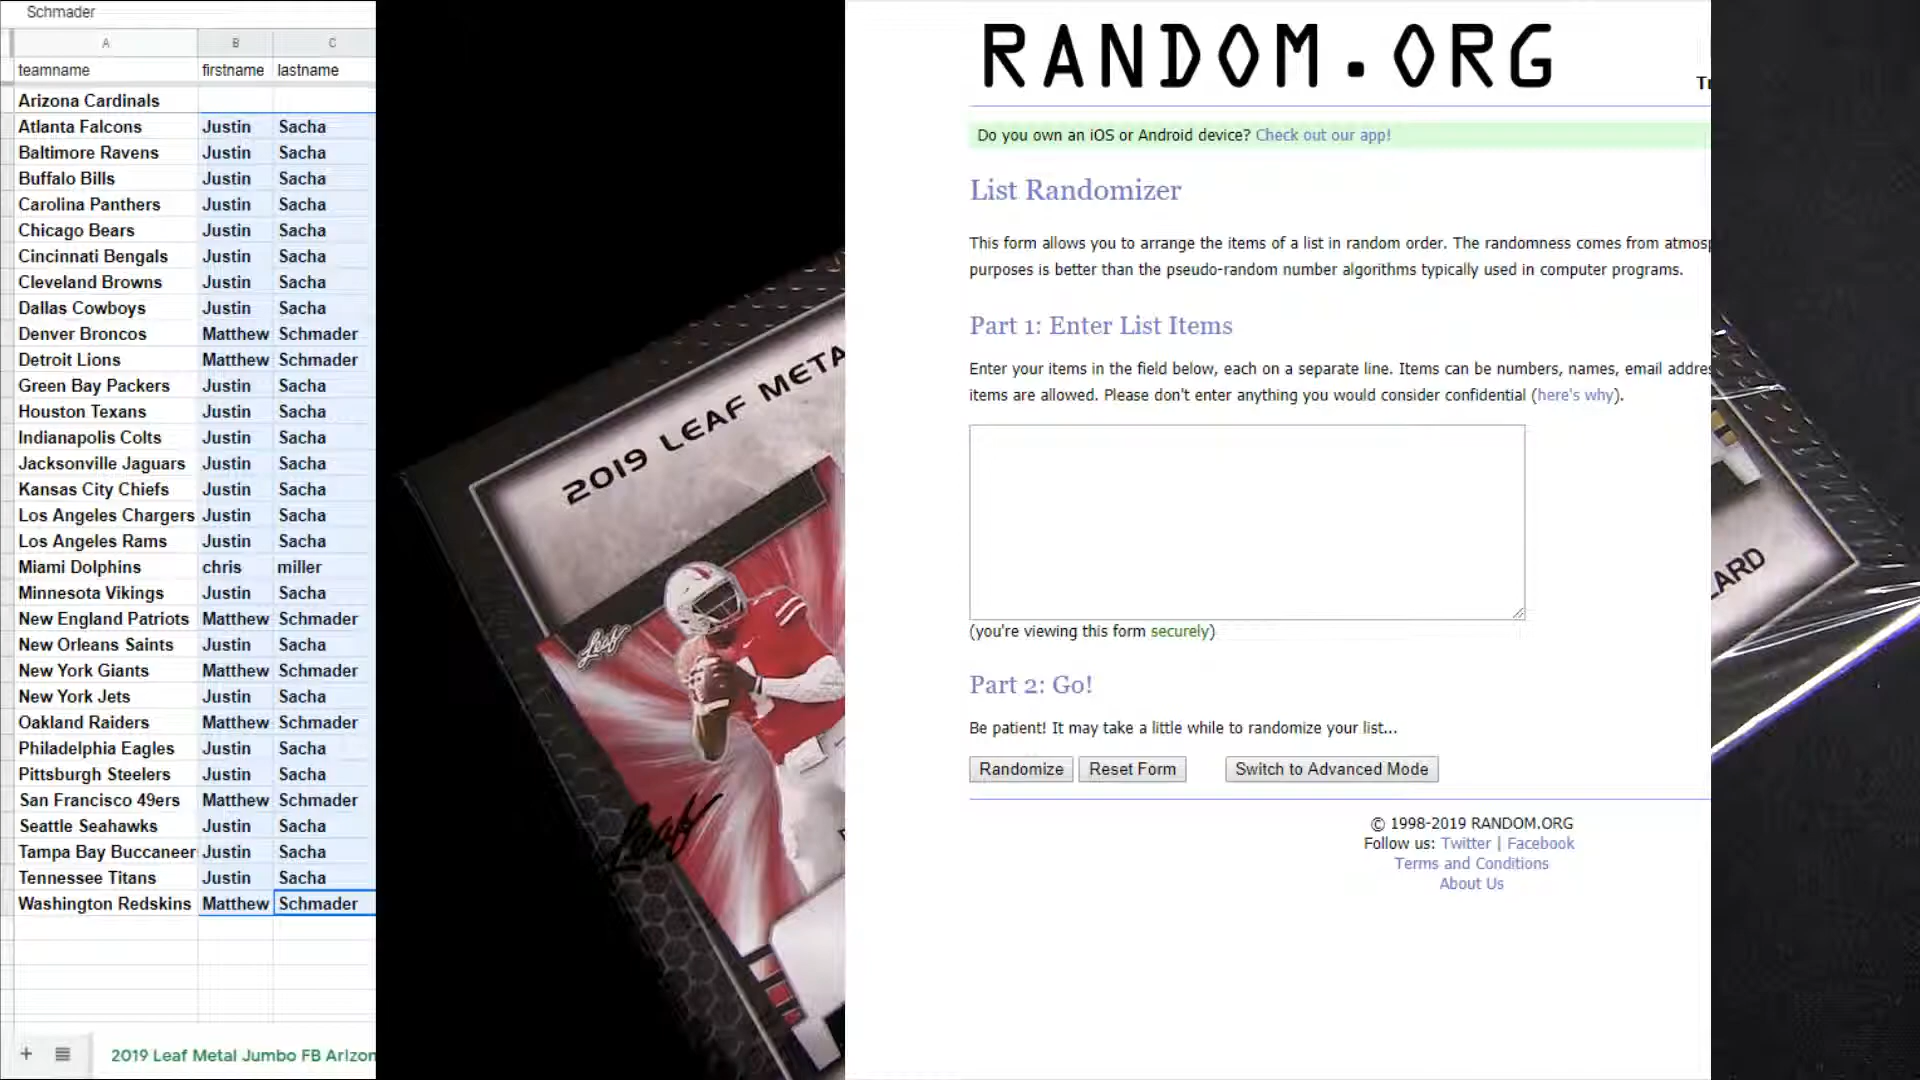 Schmader
A B C
teamname firstname lastname
Arizona Cardinals
Atlanta Falcons Justin Sacha
Baltimore Ravens Justin Sacha
Buffalo Bills Justin Sacha
Carolina Panthers Justin Sacha
Chicago Bears Justin Sacha
Cincinnati Bengals Justin Sacha
Cleveland Browns Justin Sacha
Dallas Cowboys Justin Sacha
Denver Broncos Matthew Schmader
Detroit Lions Matthew Schmader
Green Bay Packers Justin Sacha
Houston Texans Justin Sacha
Indianapolis Colts Justin Sacha
Jacksonville Jaguars Justin Sacha
Kansas City Chiefs Justin Sacha
Los Angeles Chargers Justin Sacha
Los Angeles Rams Justin Sacha
Miami Dolphins chris miller
Minnesota Vikings Justin Sacha
New England Patriots Matthew Schmader
New Orleans Saints Justin Sacha
New York Giants Matthew Schmader
New York Jets Justin Sacha
Oakland Raiders Matthew Schmader
Philadelphia Eagles Justin Sacha
Pittsburgh Steelers Justin Sacha
San Francisco 49ers Matthew Schmader
Seattle Seahawks Justin Sacha
Tampa Bay Buccaneer Justin Sacha
Tennessee Titans Justin Sacha
Washington Redskins Matthew Schmader
2019 Leaf Metal Jumbo FB Arizon
2019 LEAF META
Leaf
Leaf
RANDOM.ORG
Do you own an iOS or Android device? Check out our app!
List Randomizer
This form allows you to arrange the items of a list in random order. The randomness comes from atmosp
purposes is better than the pseudo-random number algorithms typically used in computer programs.
Part 1: Enter List Items
Enter your items in the field below, each on a separate line. Items can be numbers, names, email addres
items are allowed. Please don't enter anything you would consider confidential (here's why).
(you're viewing this form securely)
Part 2: Go!
Be patient! It may take a little while to randomize your list...
Randomize Reset Form Switch to Advanced Mode
© 1998-2019 RANDOM.ORG
Follow us: Twitter | Facebook
Terms and Conditions
About Us